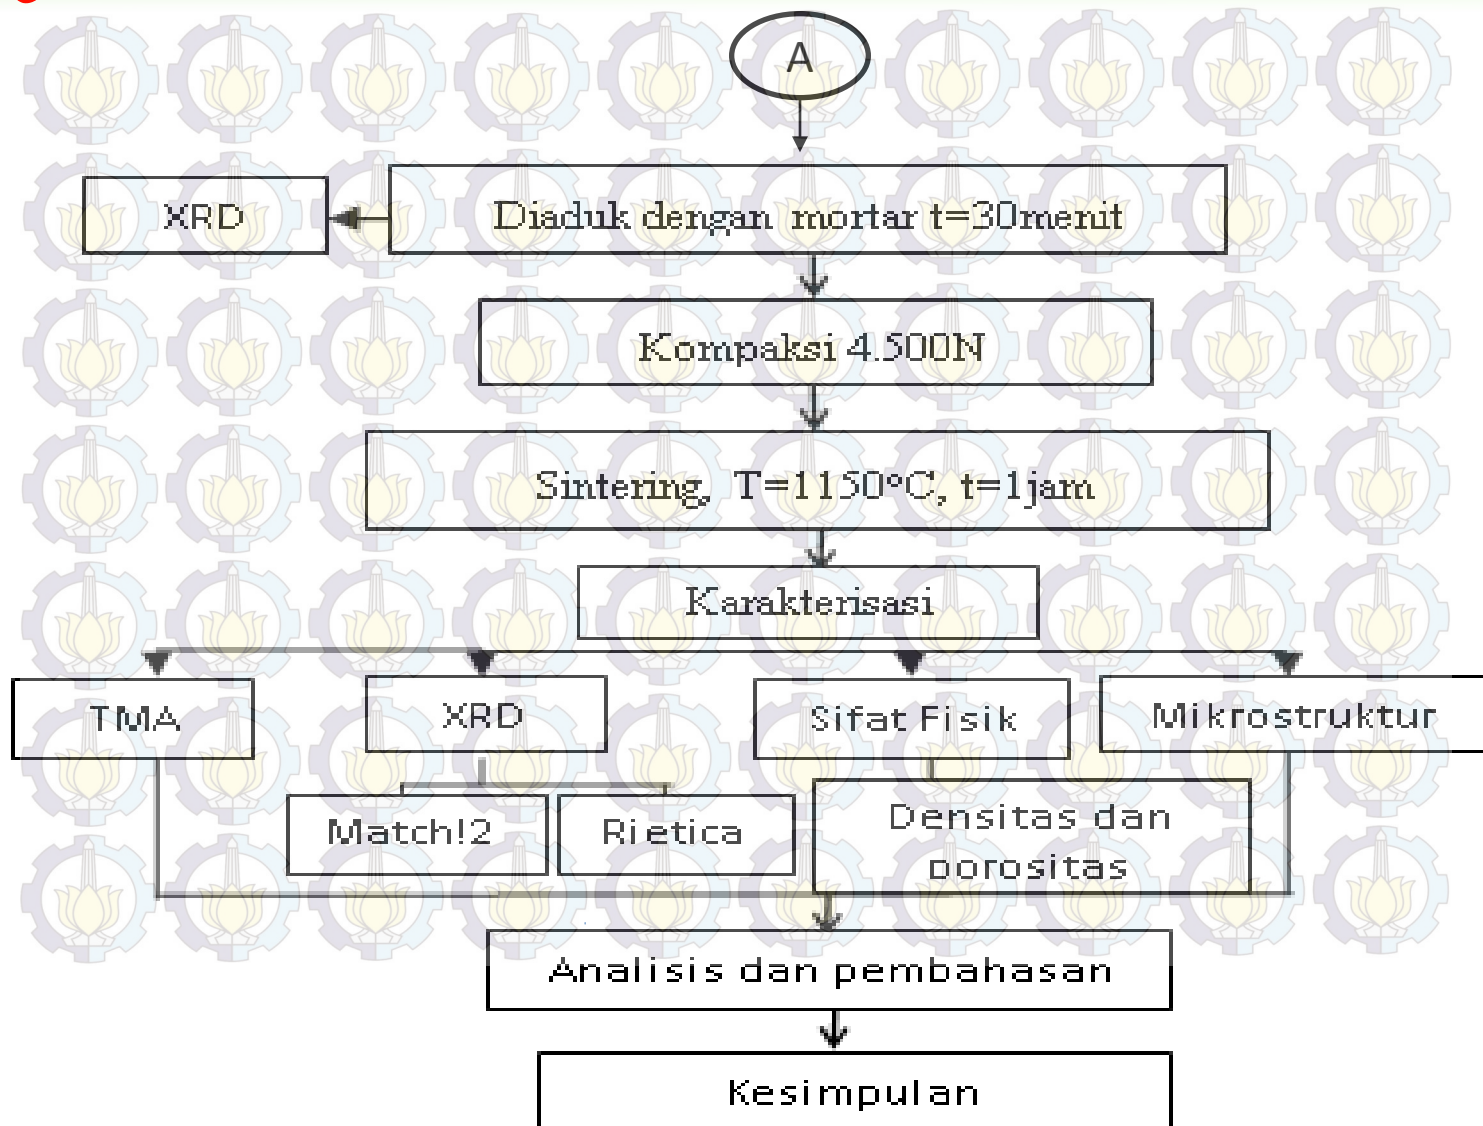 A
XRD
Diaduk dengan mortar t=30menit
Kompaksi 4.500N
Sintering, T=1150°C, t=1jam
Karakterisasi
TMA
XRD
Sifat Fisik
Mikrostruktur
Match!2
Rietica
Densitas dan
porositas
Analisis dan pembahasan
Kesimpulan